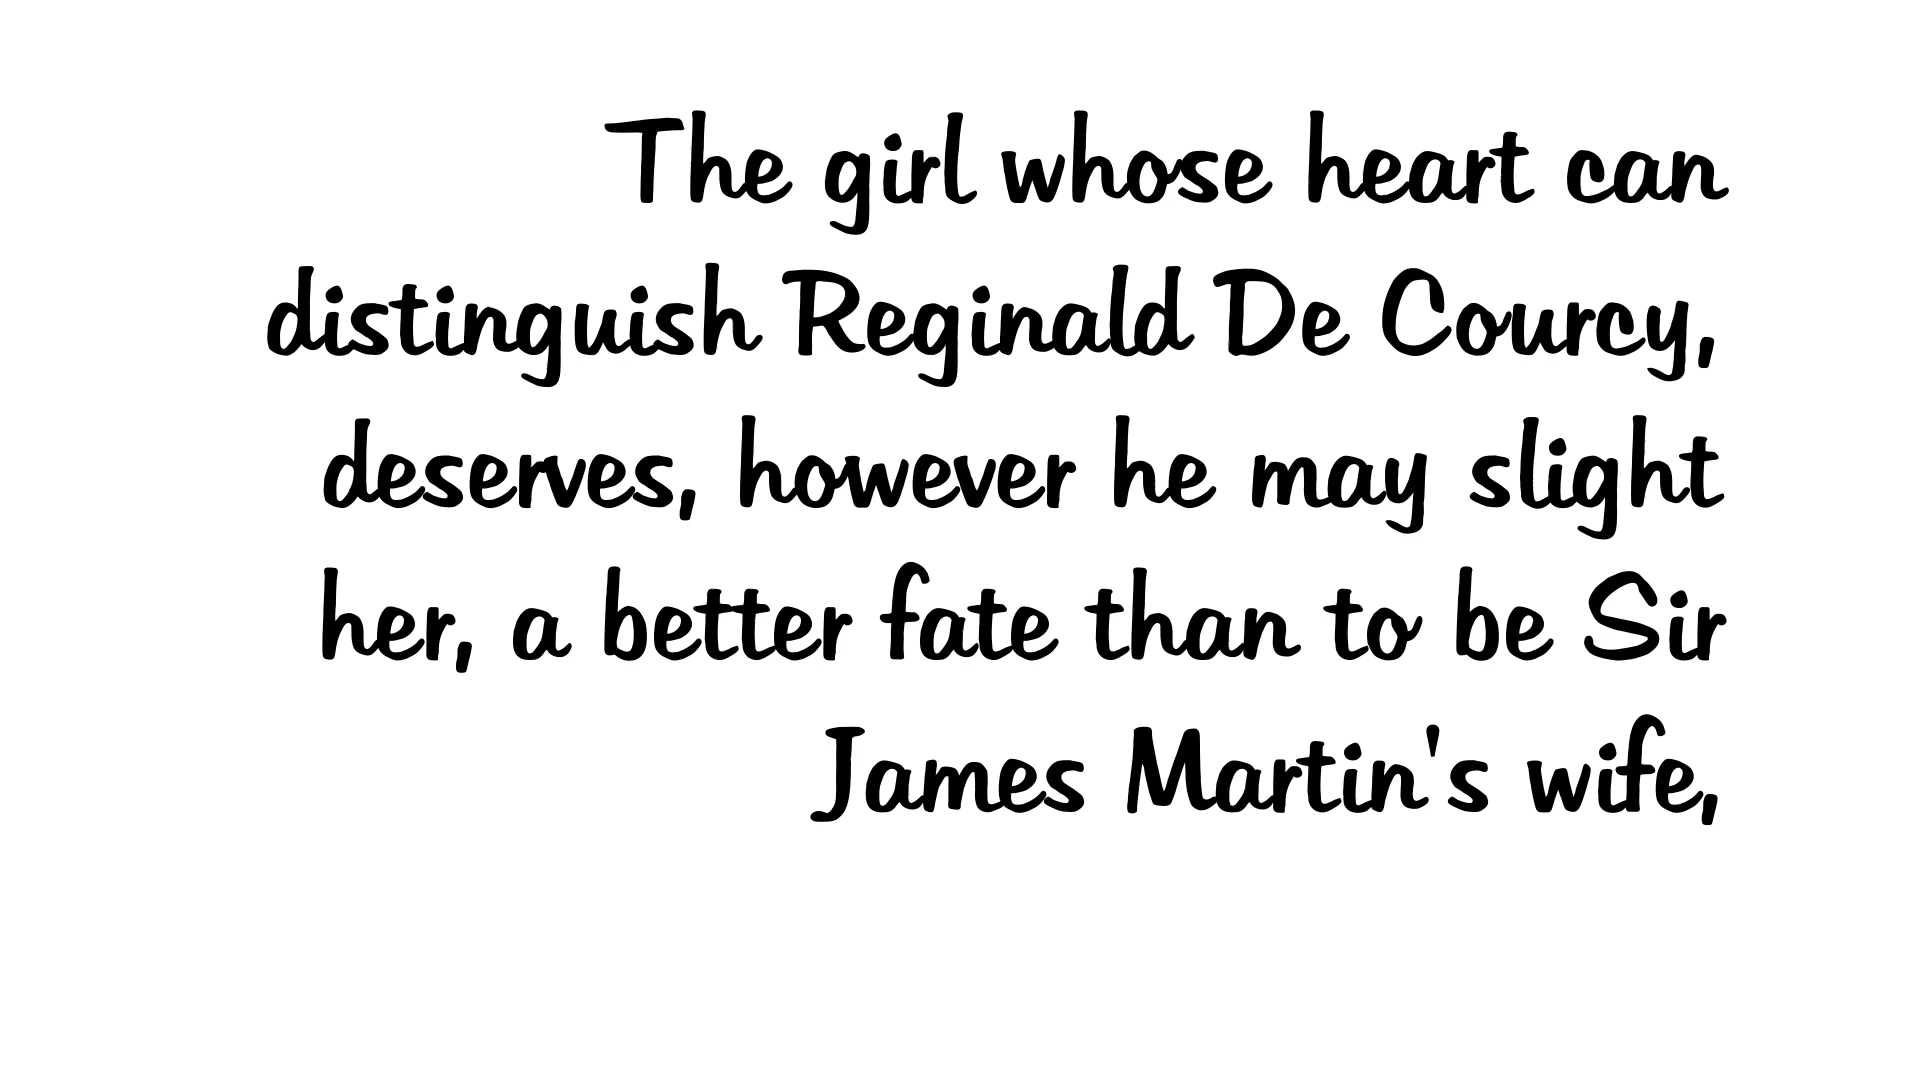 The girl whose heart can
distinguish Reginald De Courcy,
deserves, however he may slight
her, a better fate than to be Sir
James Martin's wife,